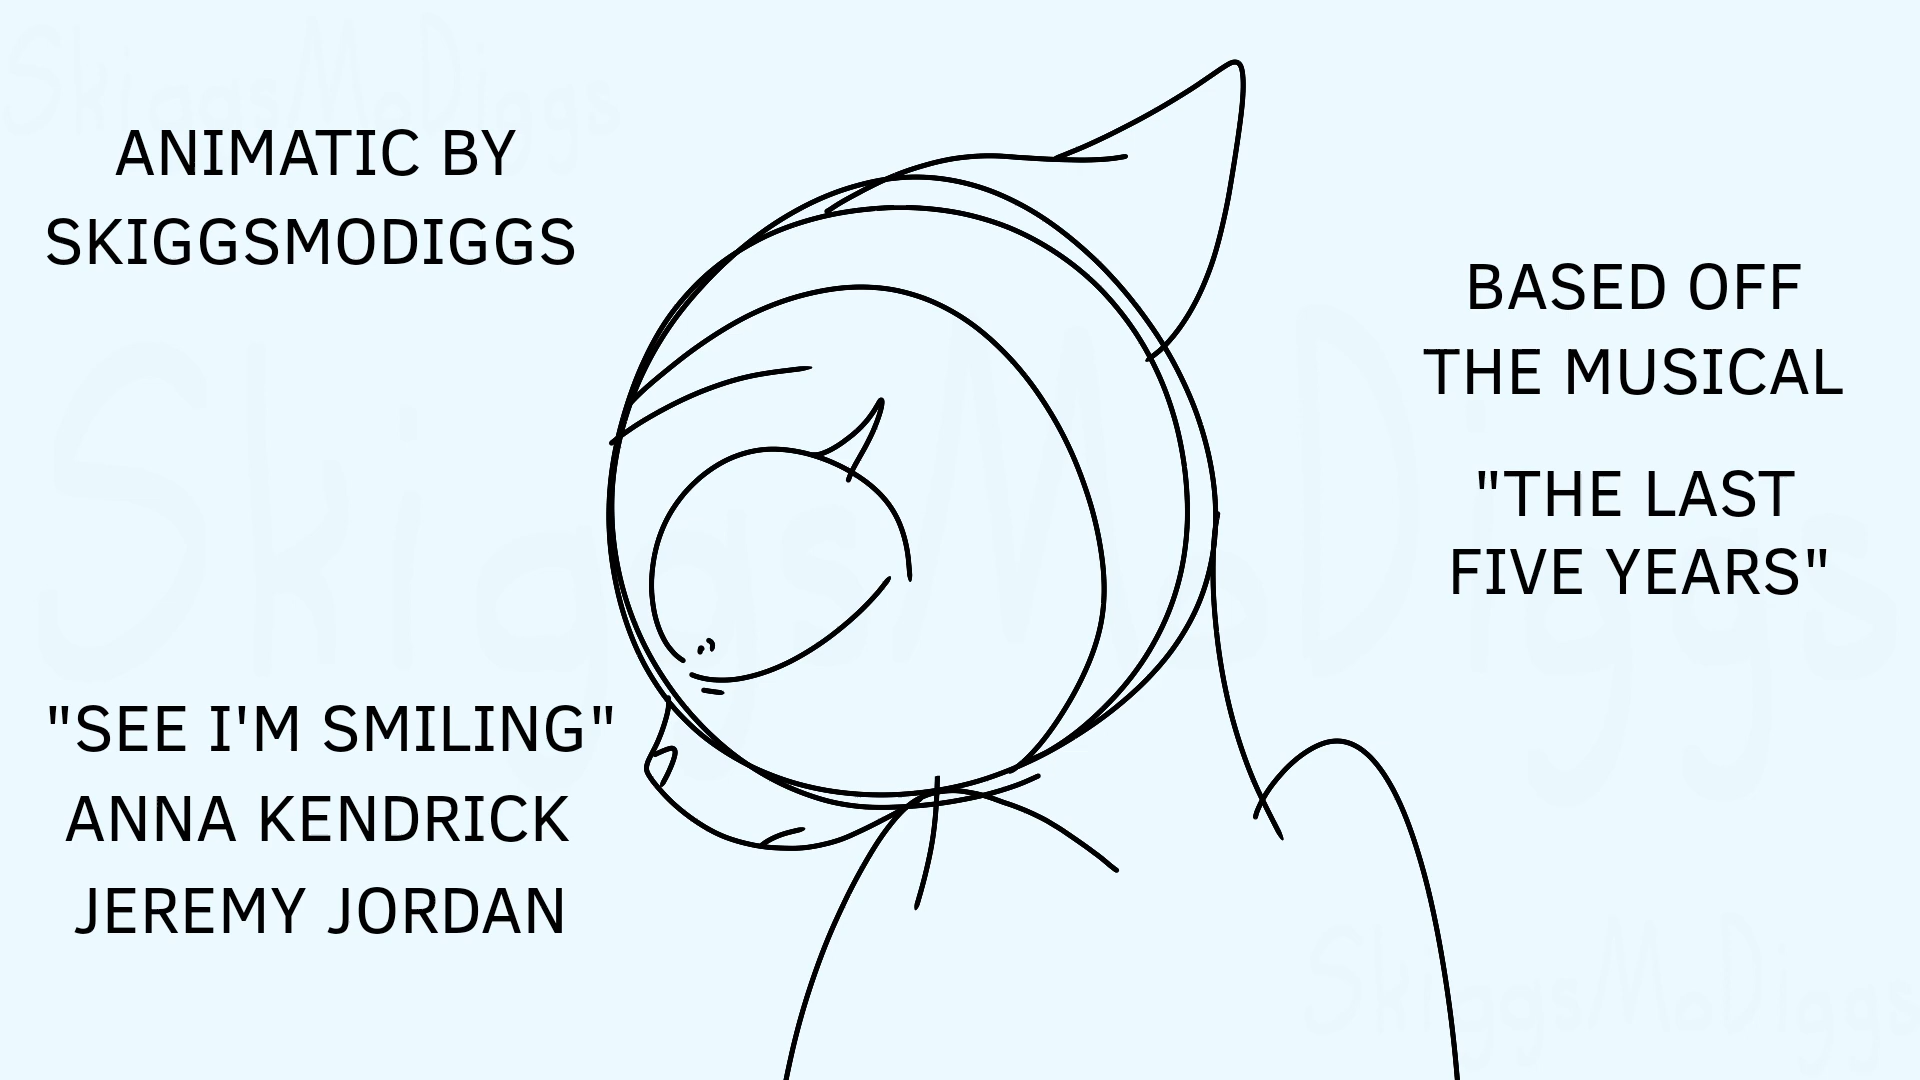 SkiggsMoDiggs
ANIMATIC BY
SKIGGSMODIGGS
BASED OFF
THE MUSICAL
"THE LAST
FIVE YEARS"
SkiggsMoDiggs
"SEE I'M SMILING"
ANNA KENDRICK
JEREMY JORDAN
SkiggsMoDiggs